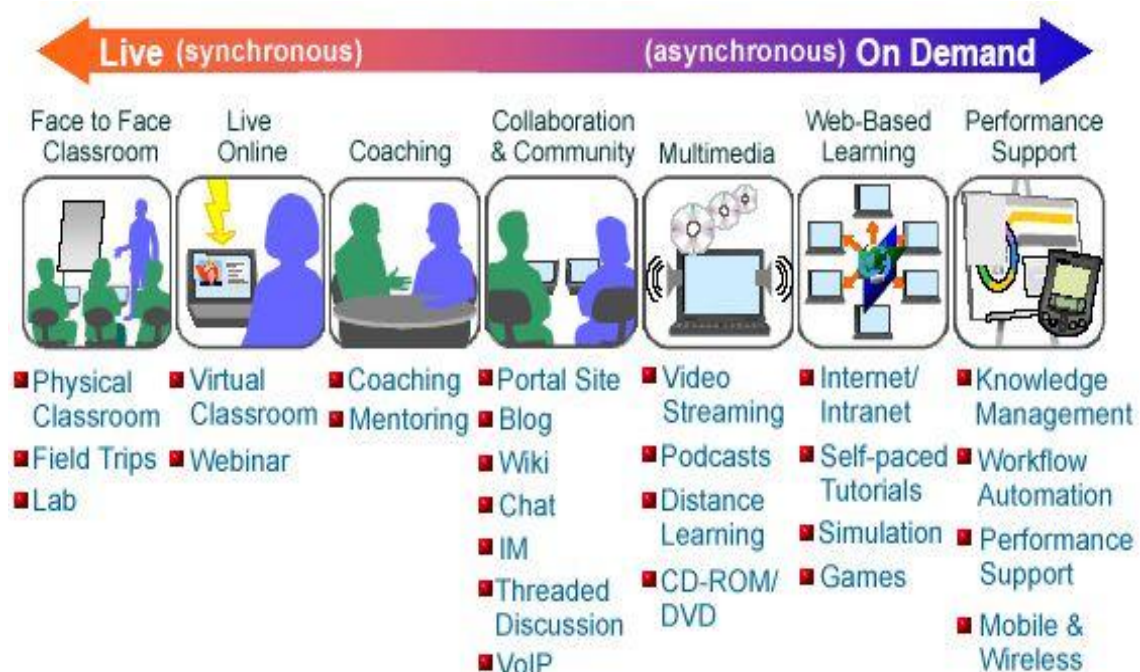 Live (synchronous) (asynchronous) On Demand
Face to Face
Classroom
Live
Online
Coaching
Collaboration
& Community
Multimedia
Web-Based
Learning
Performance
Support
Physical
Classroom
Field Trips
Lab
Virtual
Classroom
Webinar
Coaching
Mentoring
Portal Site
Blog
Wiki
Chat
IM
Threaded
Discussion
VoIP
Video
Streaming
Podcasts
Distance
Learning
CD-ROM/
DVD
Internet/
Intranet
Self-paced
Tutorials
Simulation
Games
Knowledge
Management
Workflow
Automation
Performance
Support
Mobile &
Wireless